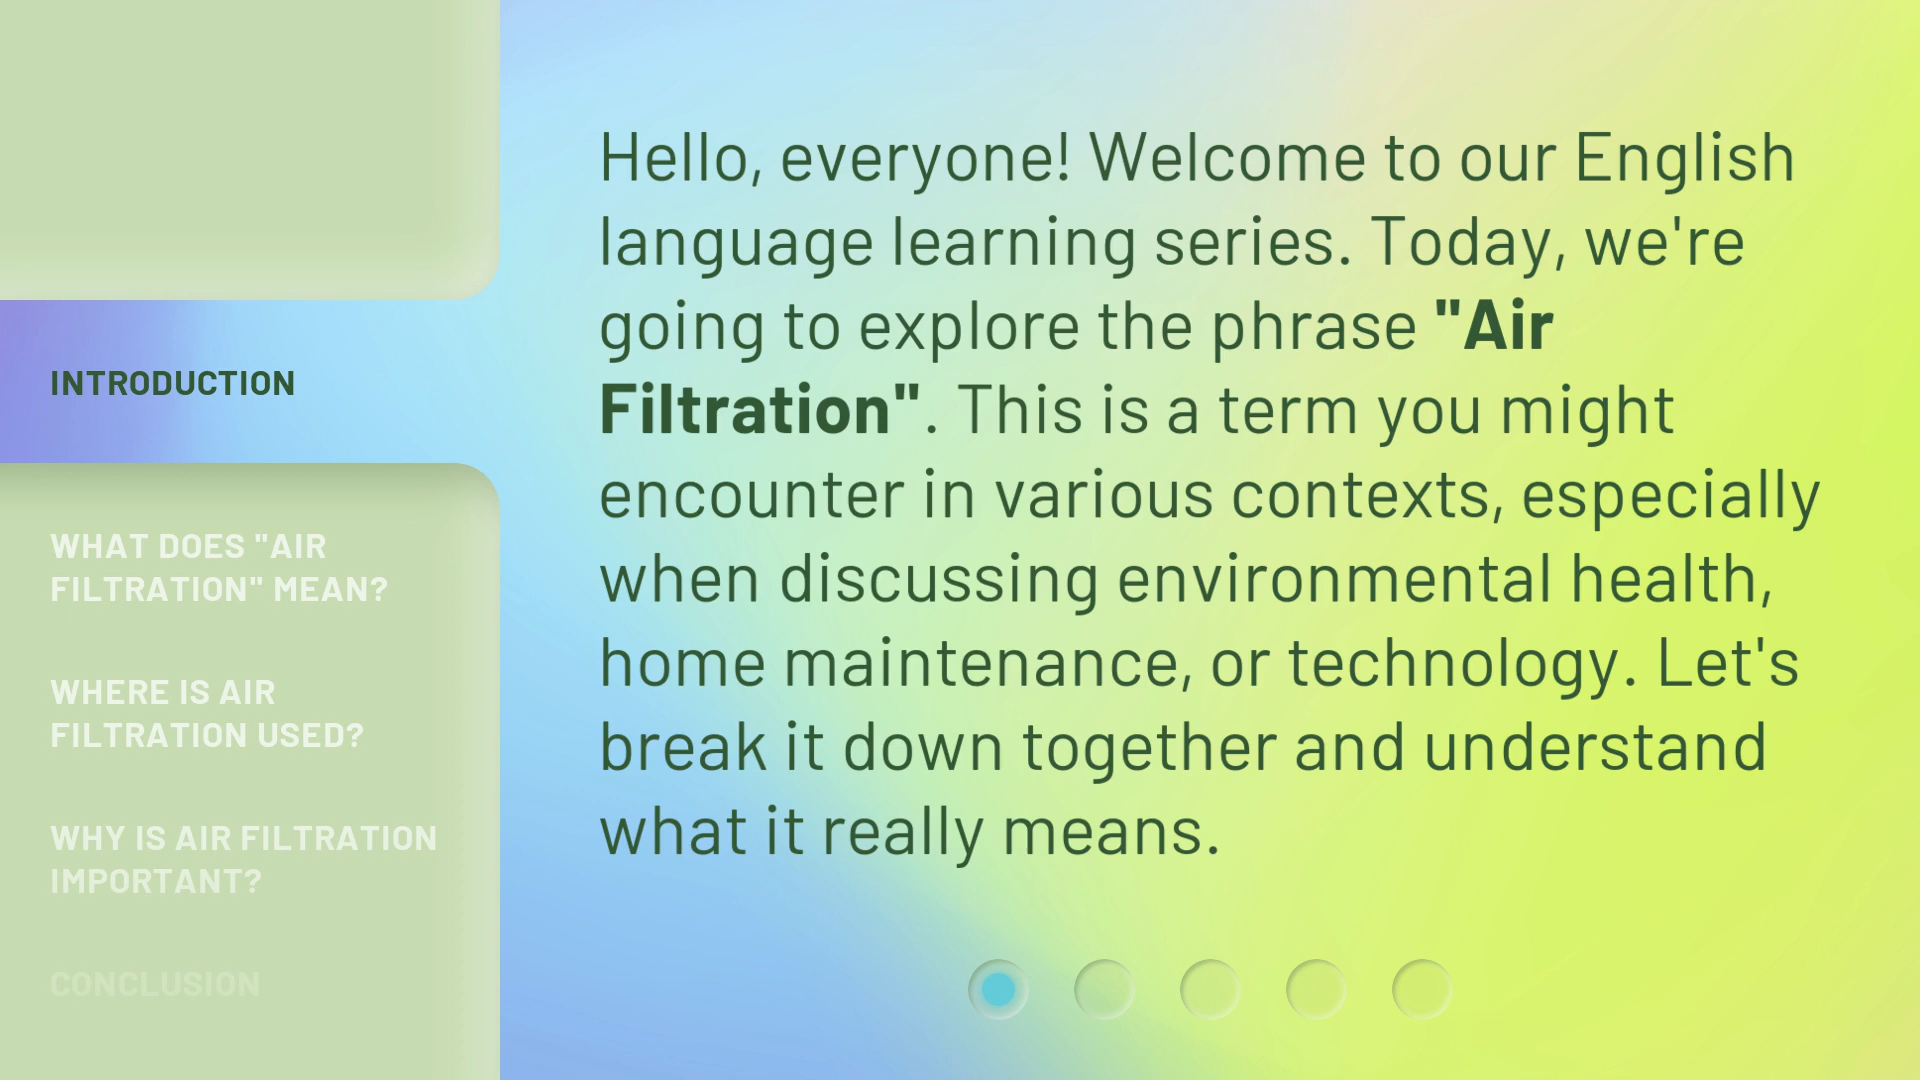 INTRODUCTION
WHAT DOES "AIR
FILTRATION" MEAN?
WHERE IS AIR
FILTRATION USED?
WHY IS AIR FILTRATION
IMPORTANT?
CONCLUSION
Hello, everyone! Welcome to our English
language learning series. Today, we're
going to explore the phrase "Air
Filtration". This is a term you might
encounter in various contexts, especially
when discussing environmental health,
home maintenance, or technology. Let's
break it down together and understand
what it really means.